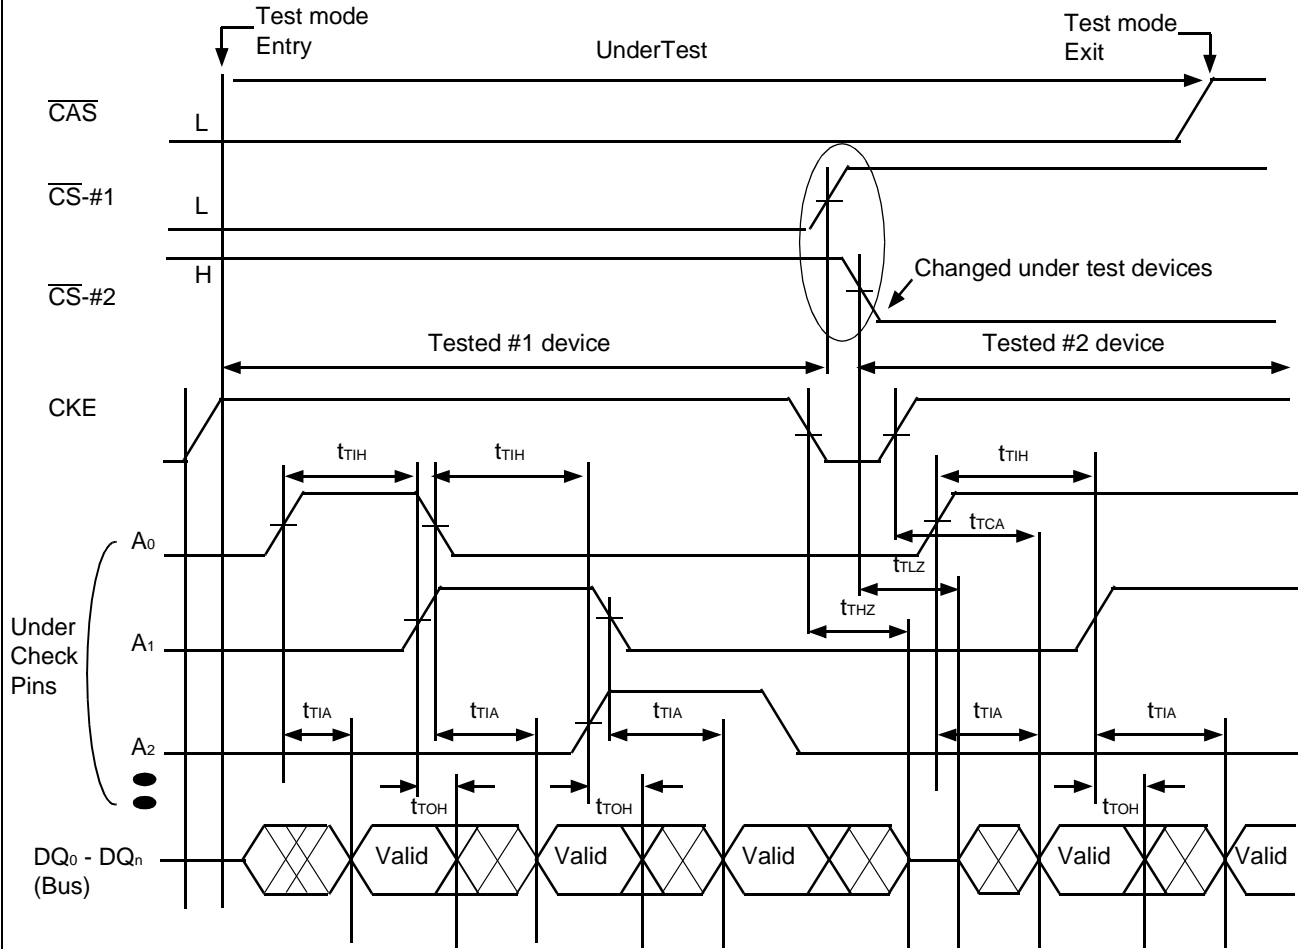 Test mode
Entry
UnderTest
Test mode
Exit
CAS
L
CS-#1
L
CS-#2
H
Changed under test devices
Tested #1 device
Tested #2 device
CKE
tTIH
tTIH
tTIH
tTCA
A0
tTLZ
tTHZ
Under
Check
Pins
A1
tTIA
tTIA
tTIA
tTIA
tTIA
A2
tTOH
tTOH
tTOH
DQ0 - DQn
(Bus)
Valid
Valid
Valid
Valid
Valid